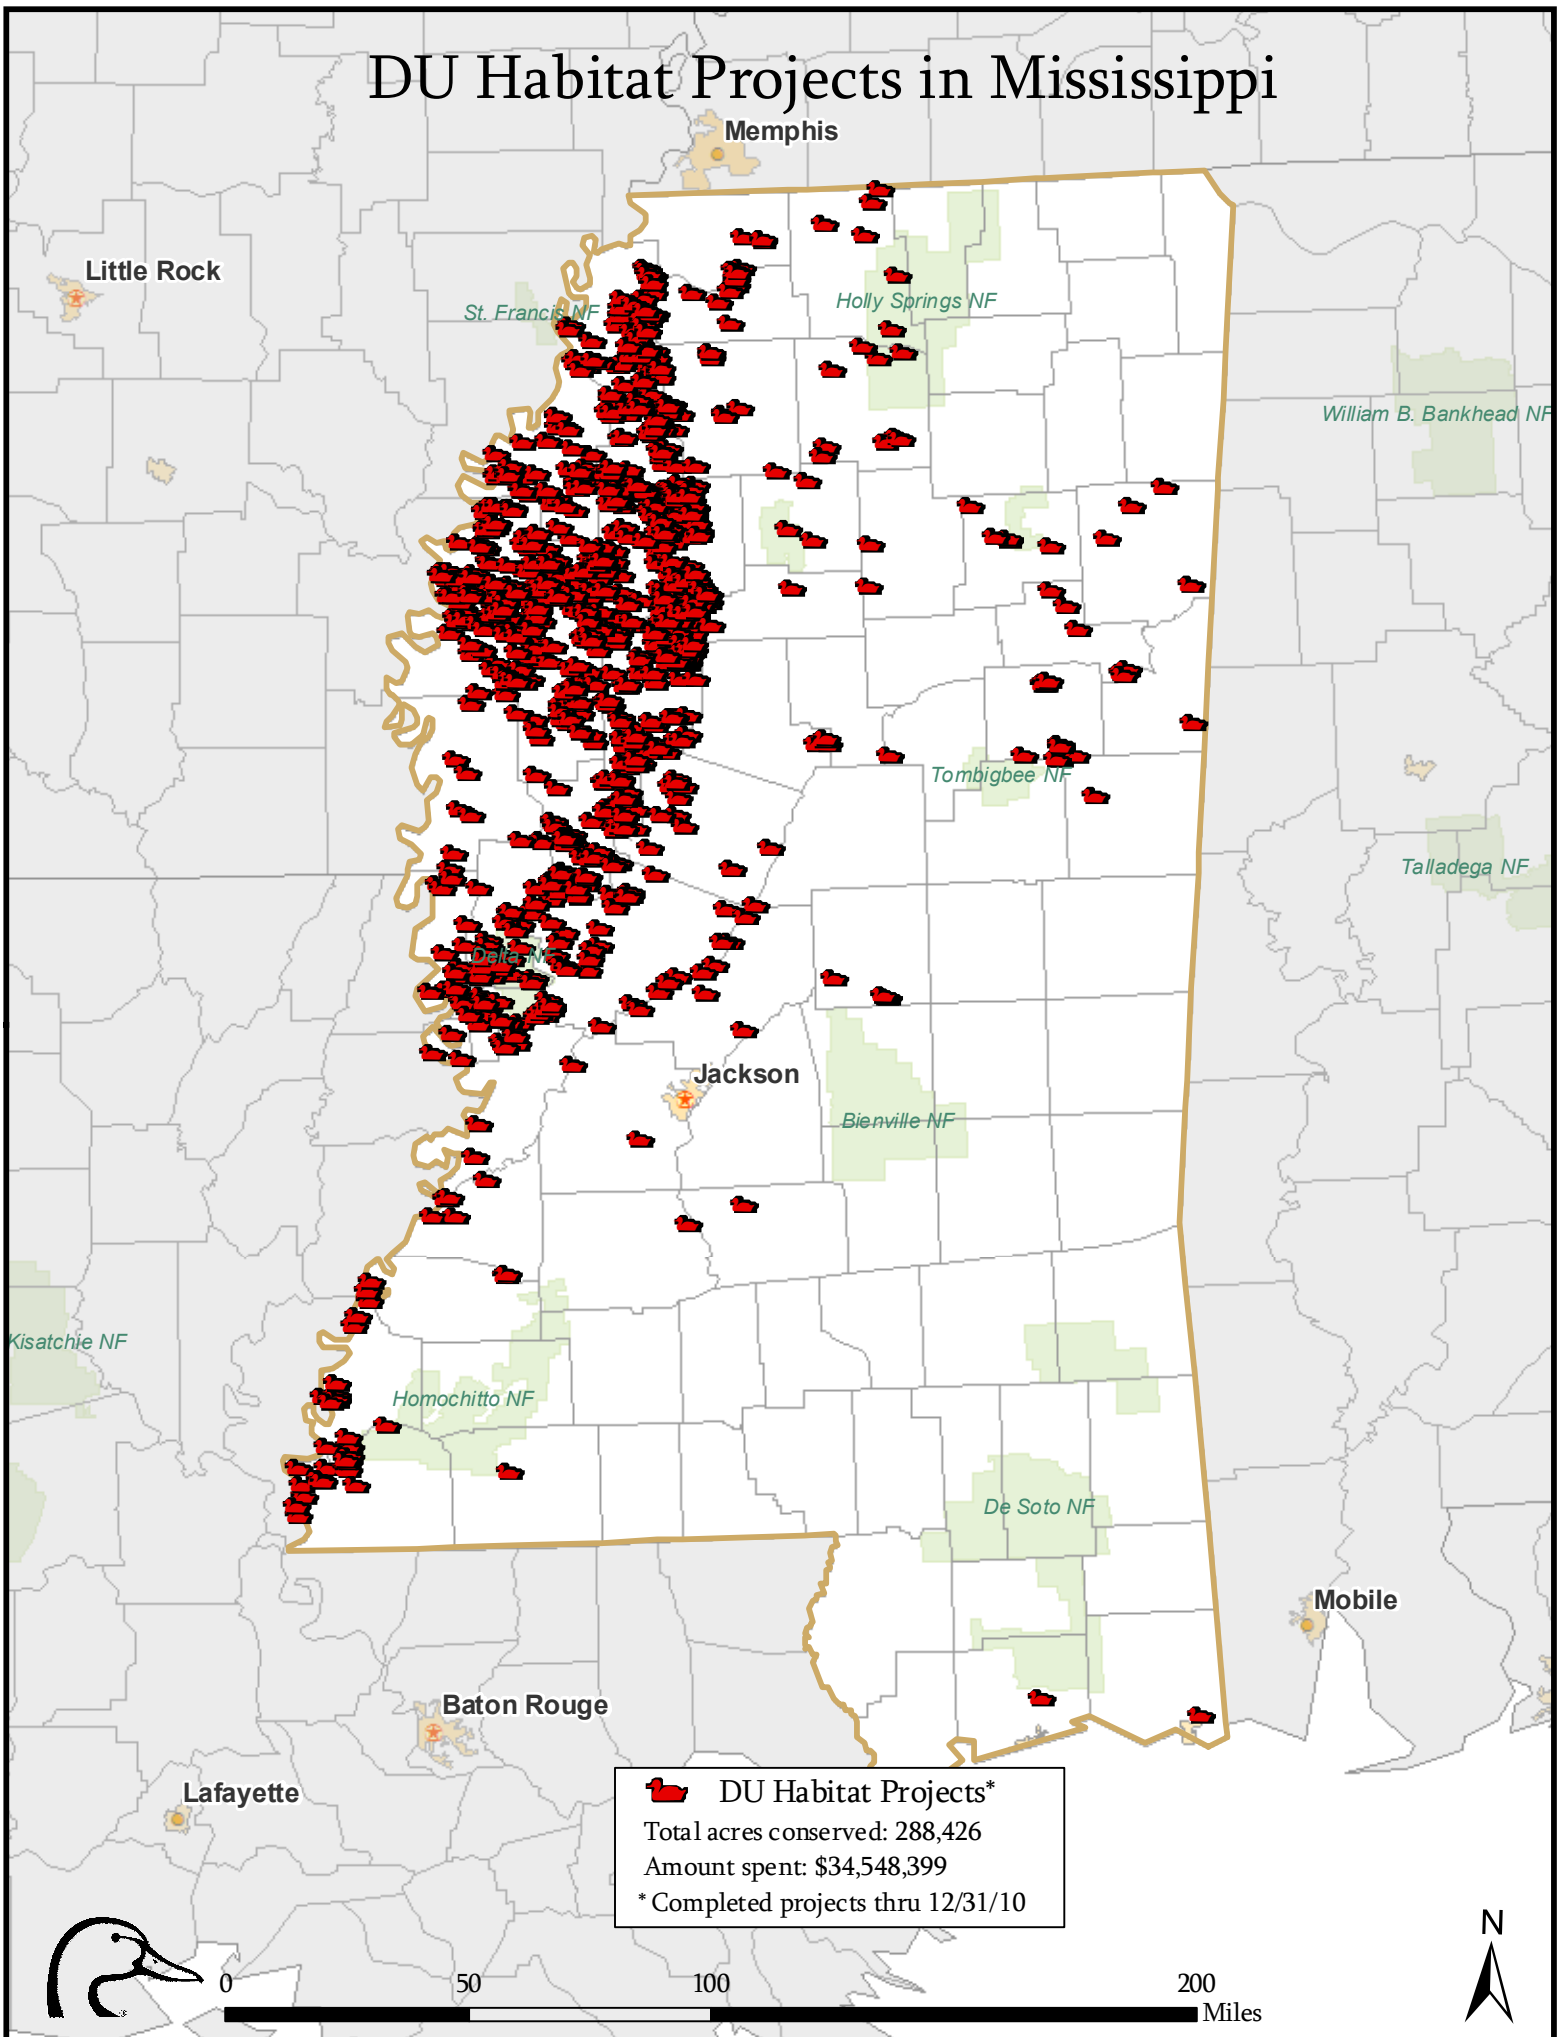 DU Habitat Projects in Mississippi
Memphis
Little Rock
St. Francis NF
Holly Springs NF
William B. Bankhead NF
Tombigbee NF
Talladega NF
Delta NF
Jackson
Bienville NF
Kisatchie NF
Homochitto NF
De Soto NF
Mobile
Baton Rouge
Lafayette
DU Habitat Projects*
Total acres conserved: 288,426
Amount spent: $34,548,399
* Completed projects thru 12/31/10
N
0 50 100 200
Miles